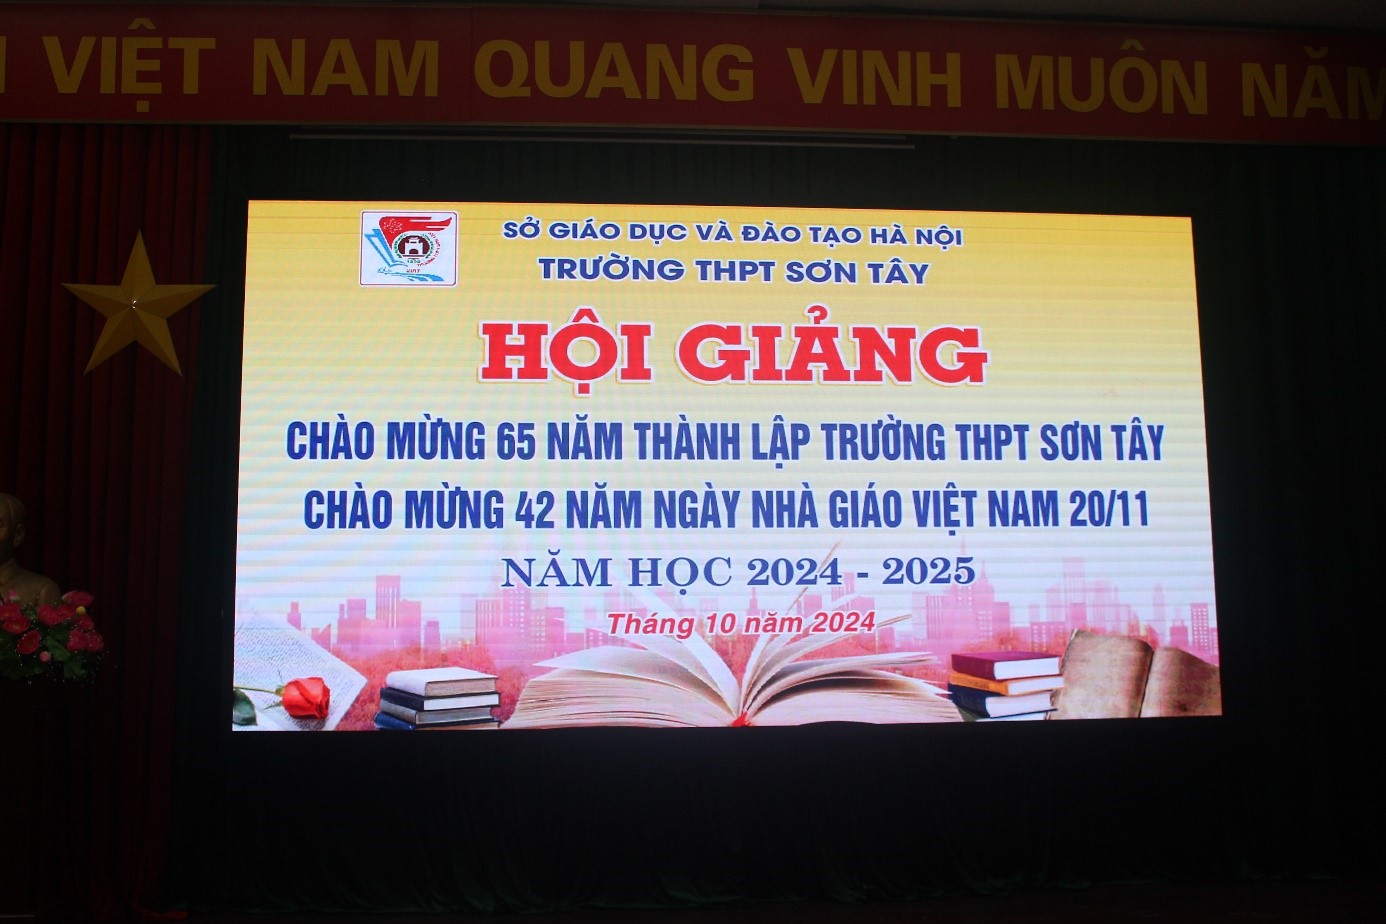 VIỆT NAM QUANG VINH MUÔN NĂM
SỞ GIÁO DỤC VÀ ĐÀO TẠO HÀ NỘI
TRƯỜNG THPT SƠN TÂY
HỘI GIẢNG
CHÀO MỪNG 65 NĂM THÀNH LẬP TRƯỜNG THPT SƠN TÂY
CHÀO MỪNG 42 NĂM NGÀY NHÀ GIÁO VIỆT NAM 20/11
NĂM HỌC 2024 - 2025
Tháng 10 năm 2024